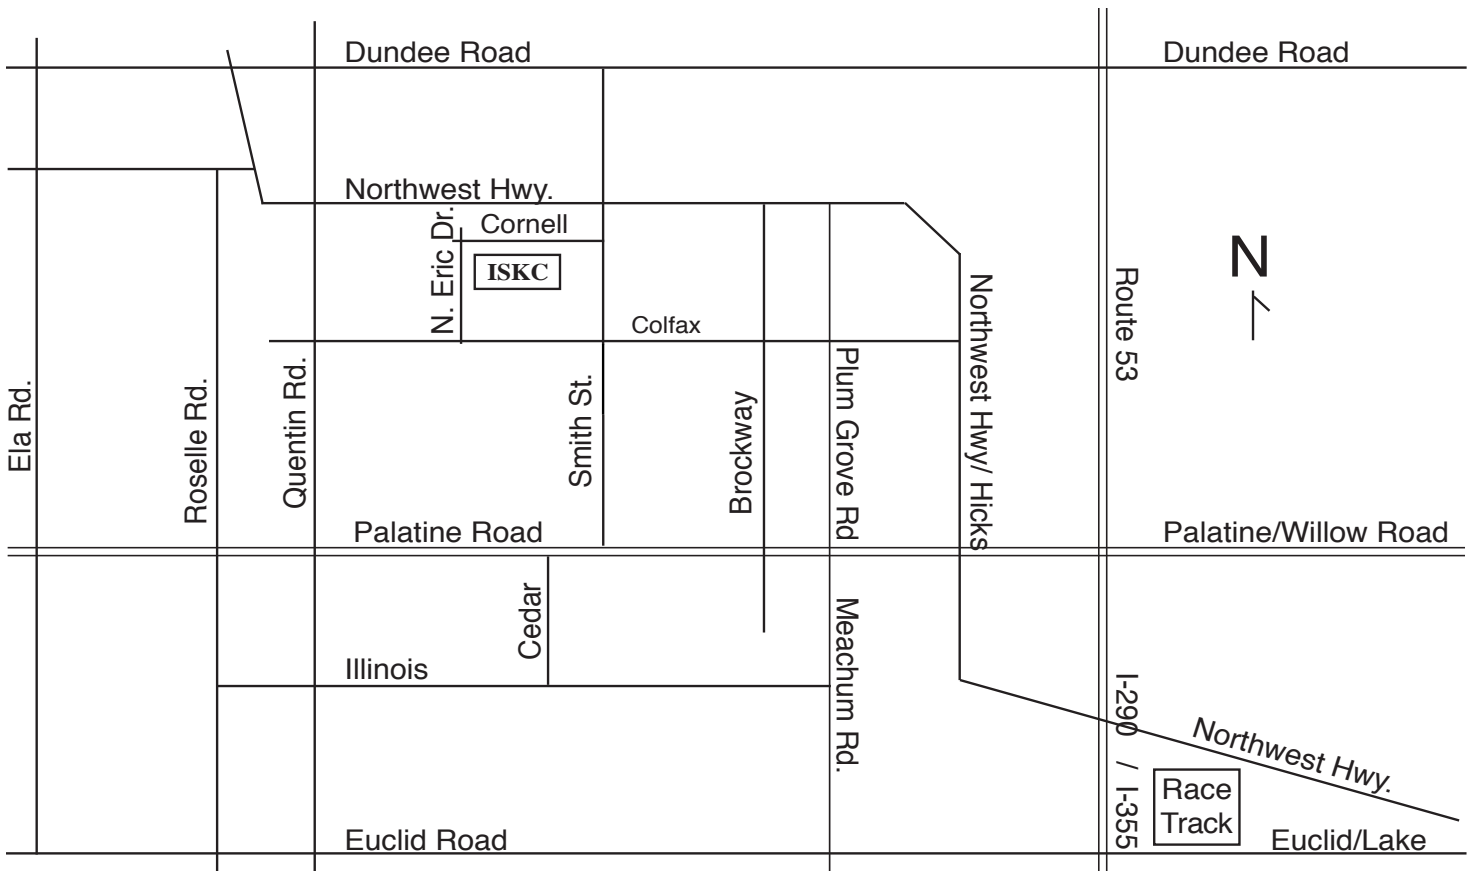 Dundee Road
Dundee Road
Northwest Hwy.
Cornell
N. Eric Dr.
ISKC
N
Route 53
Colfax
Northwest Hwy/ Hicks
Plum Grove Rd
Ela Rd.
Roselle Rd.
Quentin Rd.
Smith St.
Brockway
Palatine Road
Palatine/Willow Road
Cedar
Meachum Rd.
Illinois
I-290 / I-355
Northwest Hwy.
Race
Track
Euclid Road
Euclid/Lake